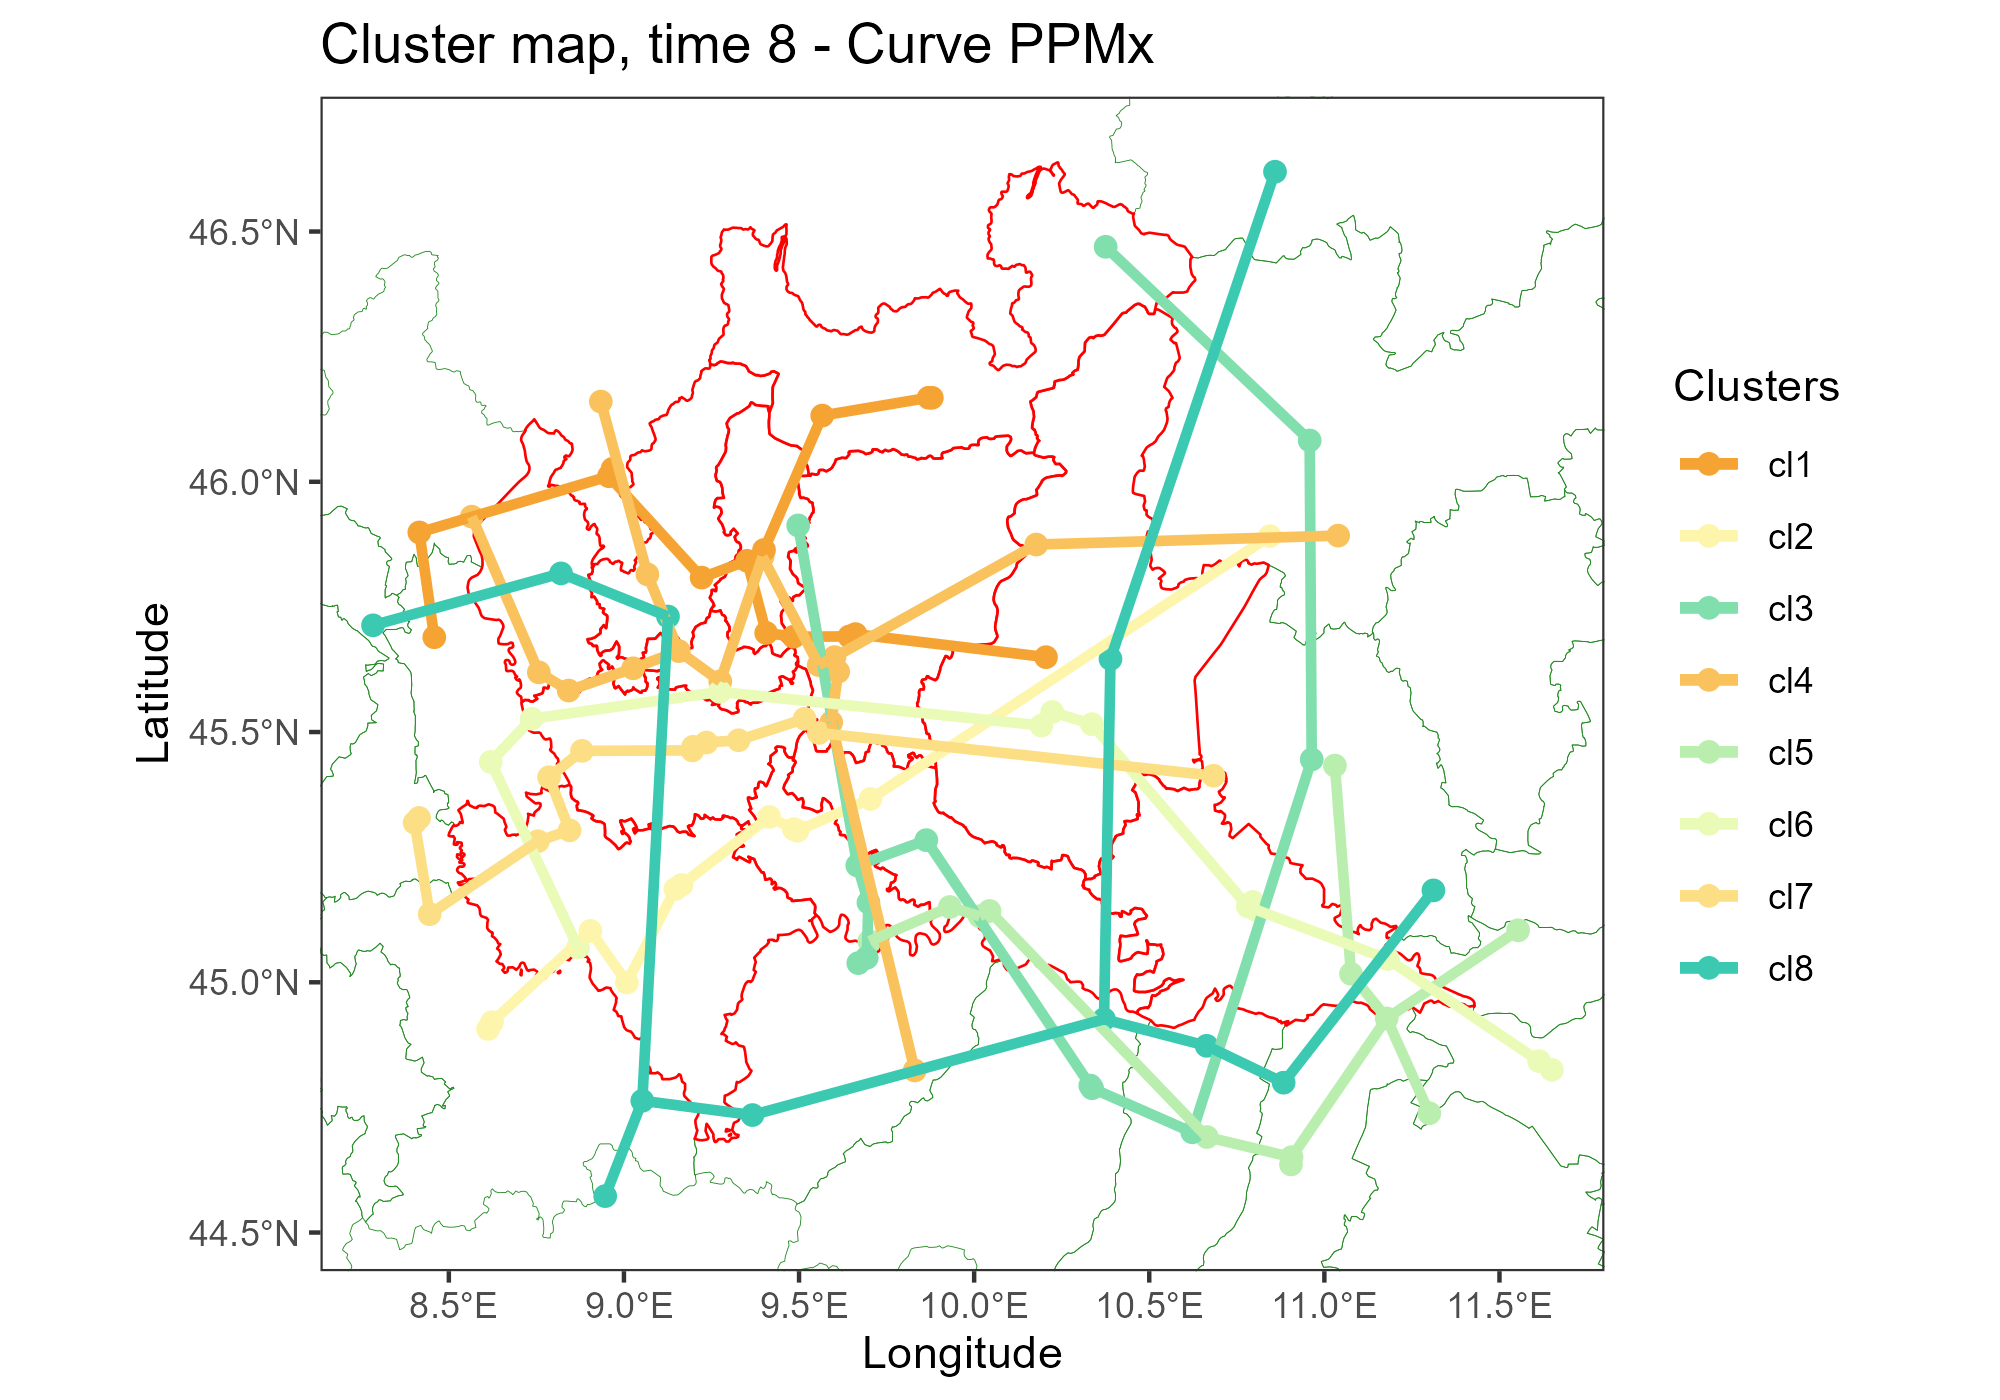 Cluster map, time 8 - Curve PPMx
46.5°N
46.0°N
45.5°N
45.0°N
44.5°N
Latitude
8.5°E
9.0°E
9.5°E
10.0°E
10.5°E
11.0°E
11.5°E
Longitude
Clusters
cl1
cl2
cl3
cl4
cl5
cl6
cl7
cl8